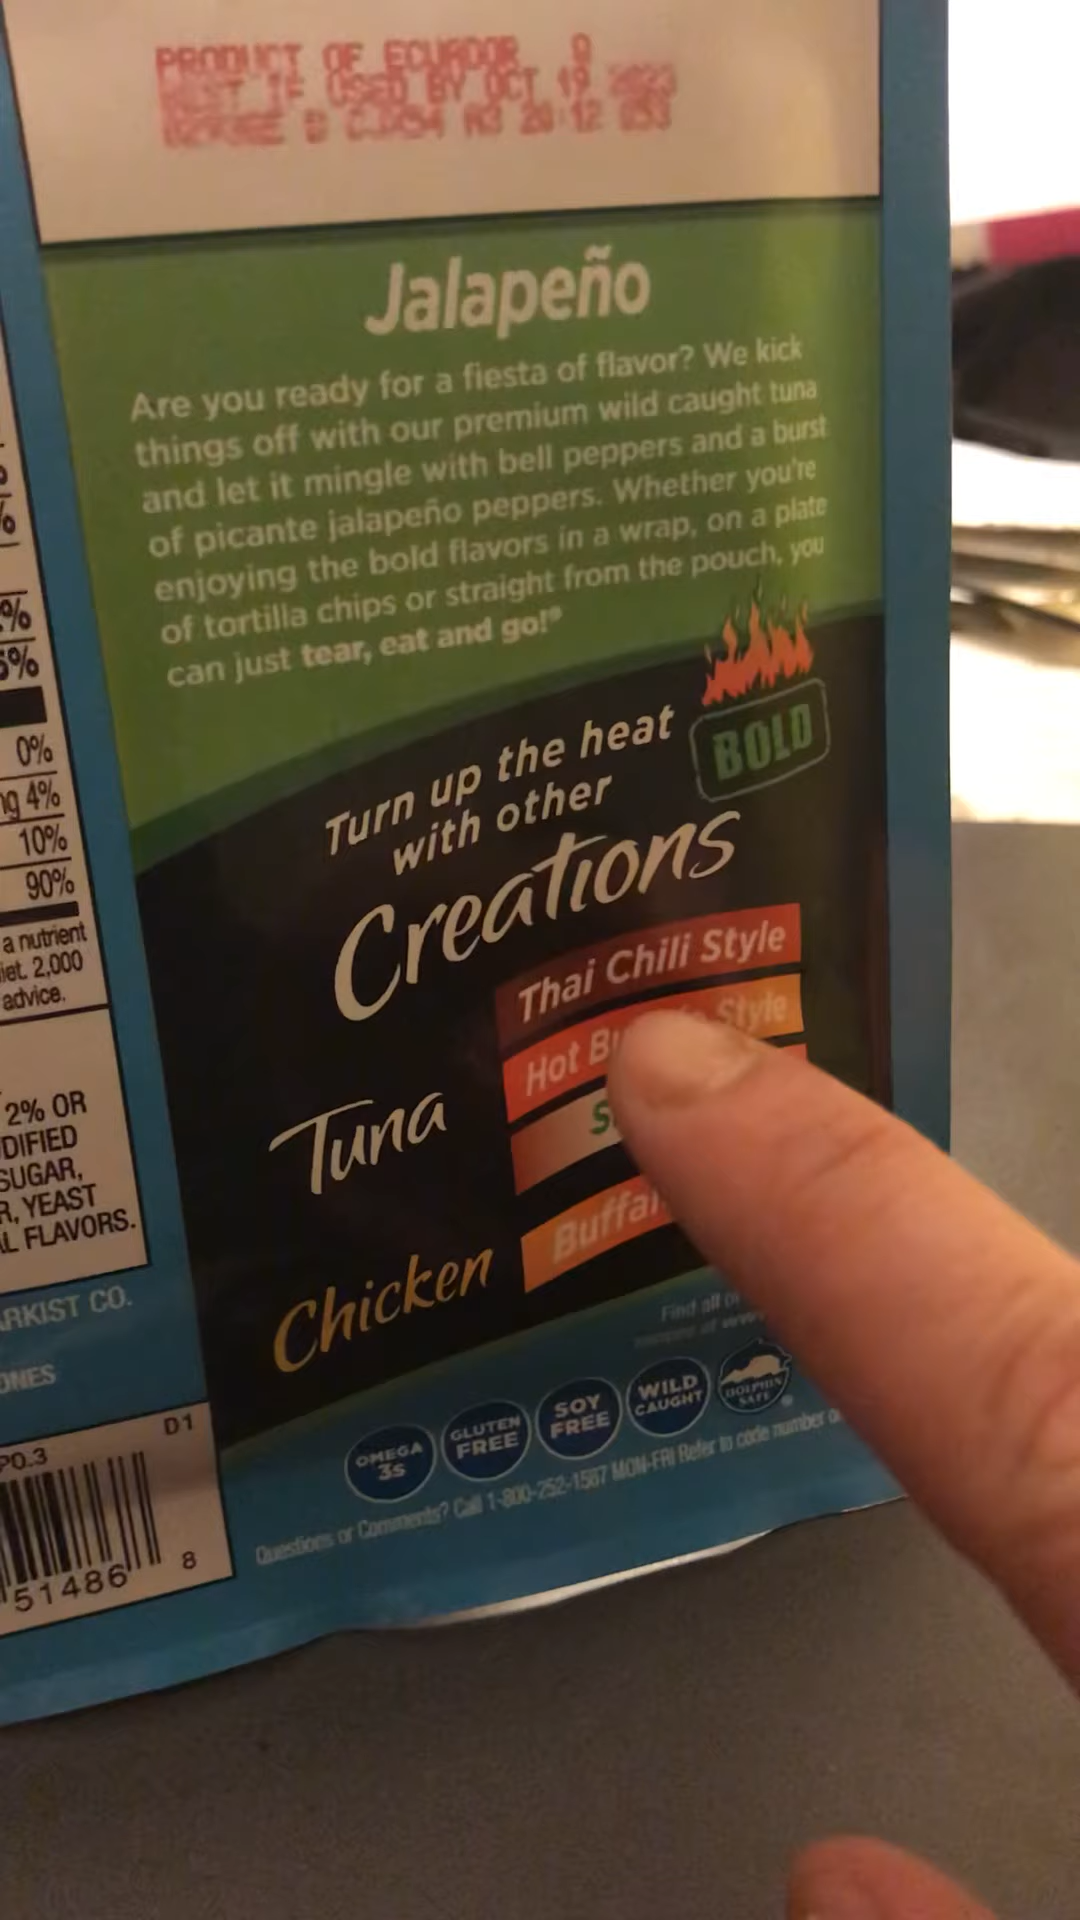 PRODUCT OF ECUADOR
BEST IF USED BY OCT 19
Jalapeño
Are you ready for a fiesta of flavor? We kick
things off with our premium wild caught tuna
and let it mingle with bell peppers and a burst
of picante jalapeño peppers. Whether you're
enjoying the bold flavors in a wrap, on a plate
of tortilla chips or straight from the pouch, you
can just tear, eat and go!®
BOLD
Turn up the heat
with other
Creations
Thai Chili Style
Hot Style
Tuna
Chicken
Find all
OMEGA
3s
GLUTEN
FREE
SOY
FREE
WILD
CAUGHT
DOLPHIN
SAFE
Questions or Comments? Call 1-800-252-1587 MON-FRI Refer to code number
0%
4%
10%
90%
a nutrient
2,000
advice.
2% OR
SUGAR,
YEAST
FLAVORS.
CO.
D1
51486 8